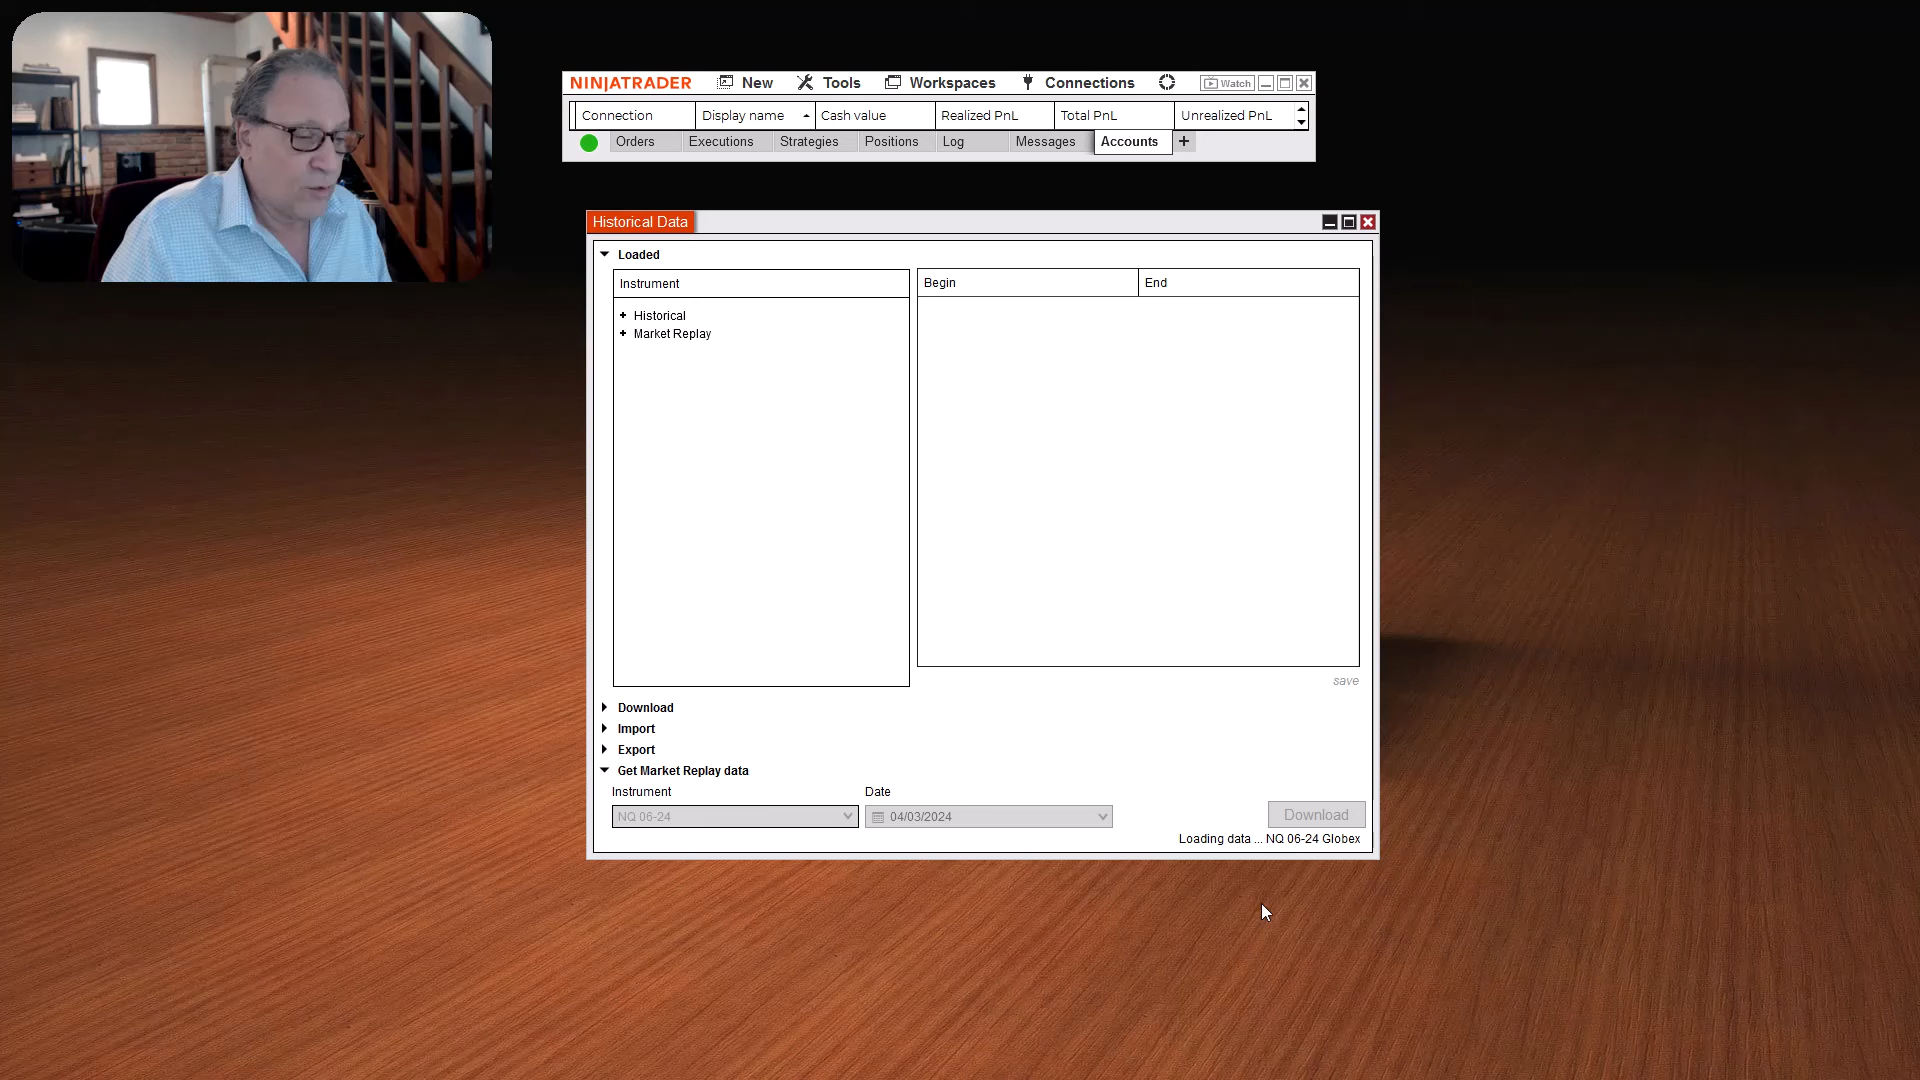 NINJATRADER New Tools Workspaces Connections Watch
Connection Display name Cash value Realized PnL Total PnL Unrealized PnL
Orders Executions Strategies Positions Log Messages Accounts +
Historical Data
Loaded
Instrument Begin End
+ Historical
+ Market Replay
save
Download
Import
Export
Get Market Replay data
Instrument Date
NQ 06-24 04/03/2024 Download
Loading data ... NQ 06-24 Globex